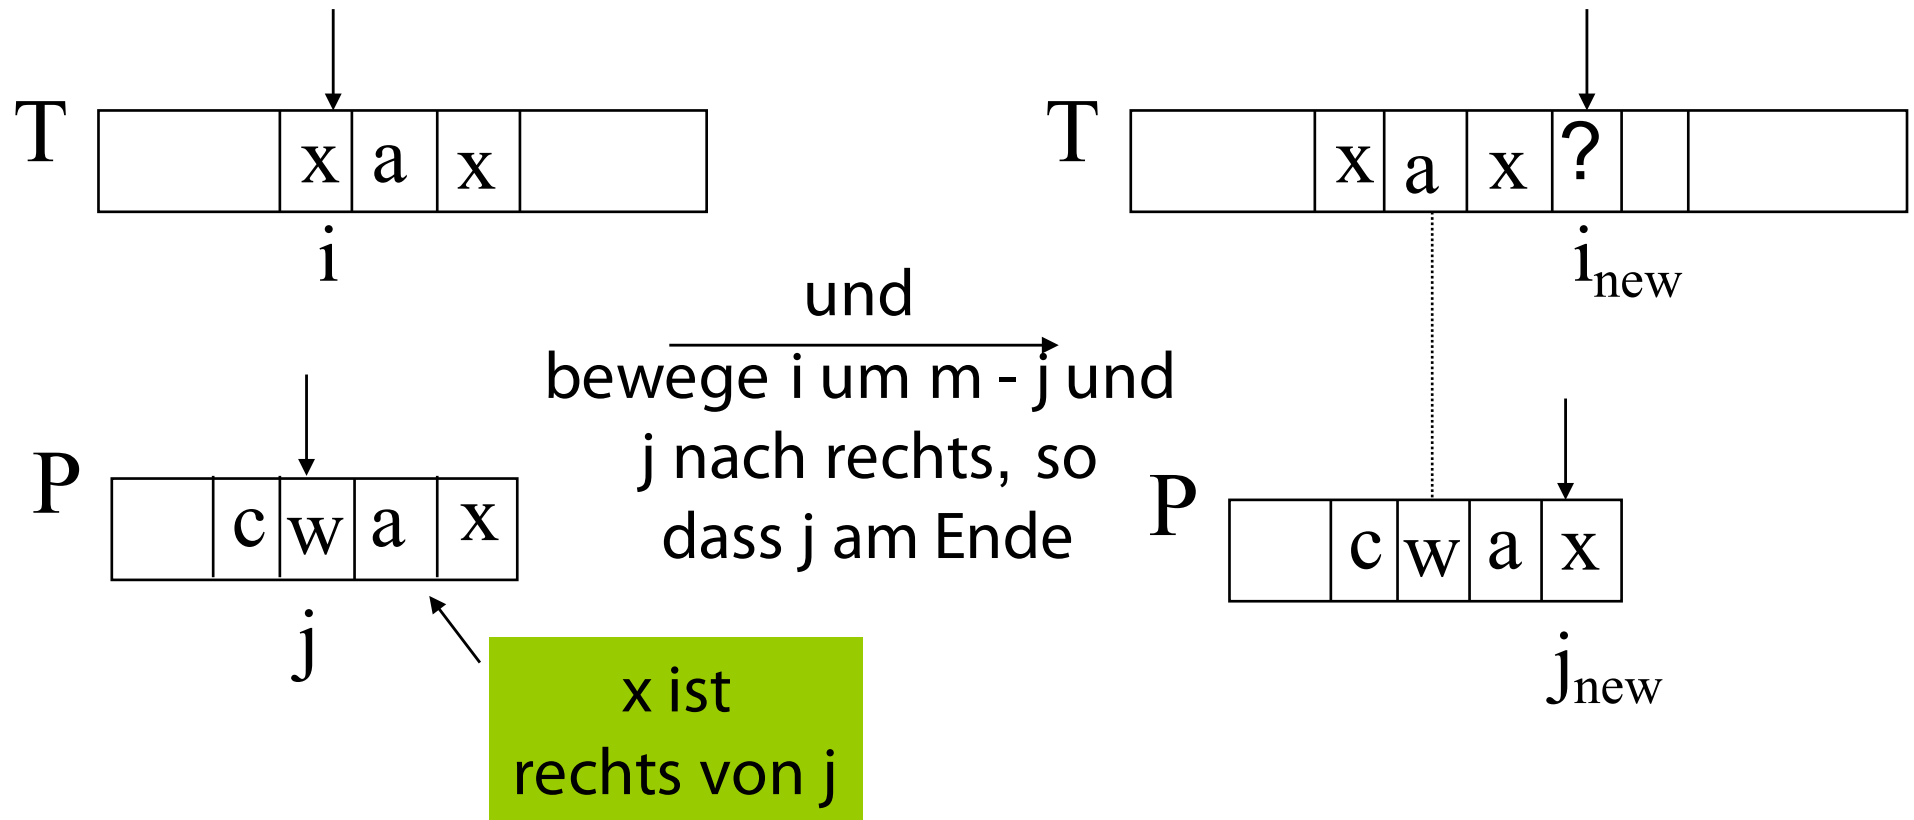 T
x a x
i
P
c w a x
j
x ist
rechts von j
und
bewege i um m - j und
j nach rechts, so
dass j am Ende
T
x a x ?
i_new
P
c w a x
j_new